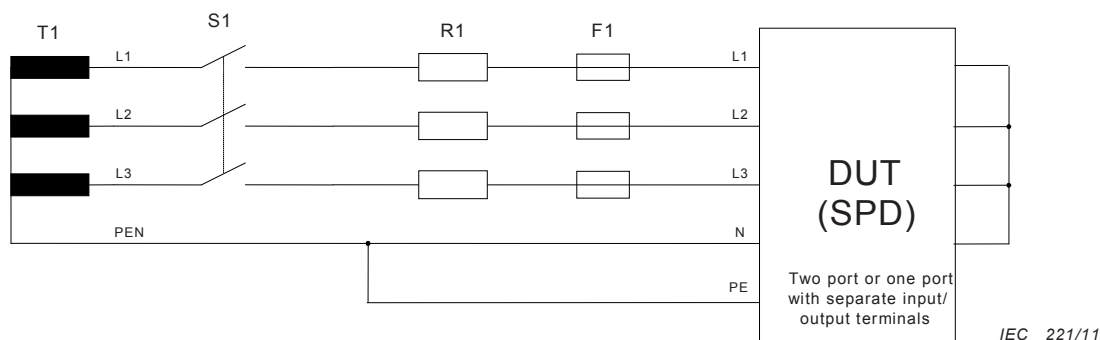 T1
S1
R1
F1
L1
L1
L2
L2
L3
L3
PEN
N
PE
DUT
(SPD)
Two port or one port
with separate input/
output terminals
IEC 221/11